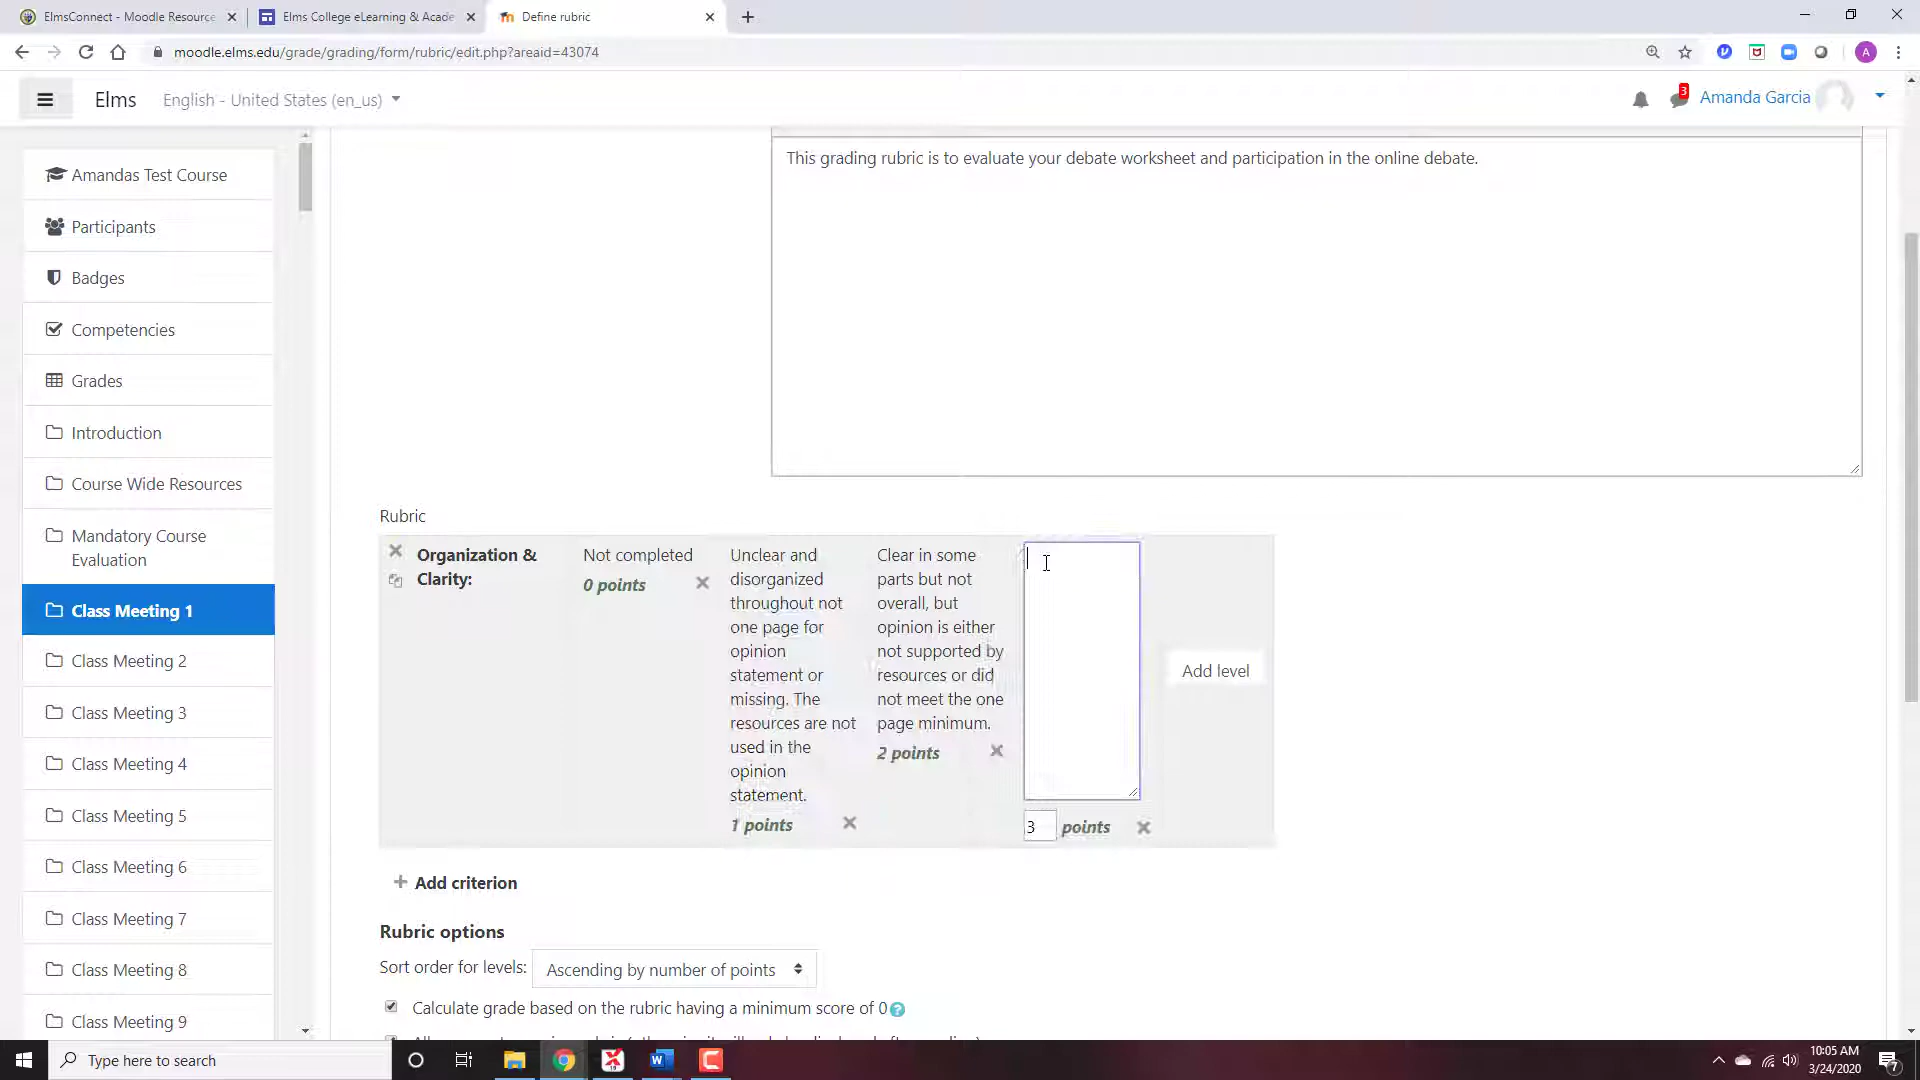 ElmsConnect - Moodle Resource
Elms College eLearning & Acade
Define rubric
moodle.elms.edu/grade/grading/form/rubric/edit.php?areaid=43074
A
Elms
English - United States (en_us)
3
Amanda Garcia
Amandas Test Course
Participants
Badges
Competencies
Grades
Introduction
Course Wide Resources
Mandatory Course
Evaluation
Class Meeting 1
Class Meeting 2
Class Meeting 3
Class Meeting 4
Class Meeting 5
Class Meeting 6
Class Meeting 7
Class Meeting 8
Class Meeting 9
This grading rubric is to evaluate your debate worksheet and participation in the online debate.
Rubric
Organization &
Clarity:
Not completed
0 points
Unclear and
disorganized
throughout not
one page for
opinion
statement or
missing. The
resources are not
used in the
opinion
statement.
1 points
Clear in some
parts but not
overall, but
opinion is either
not supported by
resources or did
not meet the one
page minimum.
2 points
3 points
Add level
Add criterion
Rubric options
Sort order for levels:
Ascending by number of points
Calculate grade based on the rubric having a minimum score of 0
Type here to search
10:05 AM
3/24/2020
7